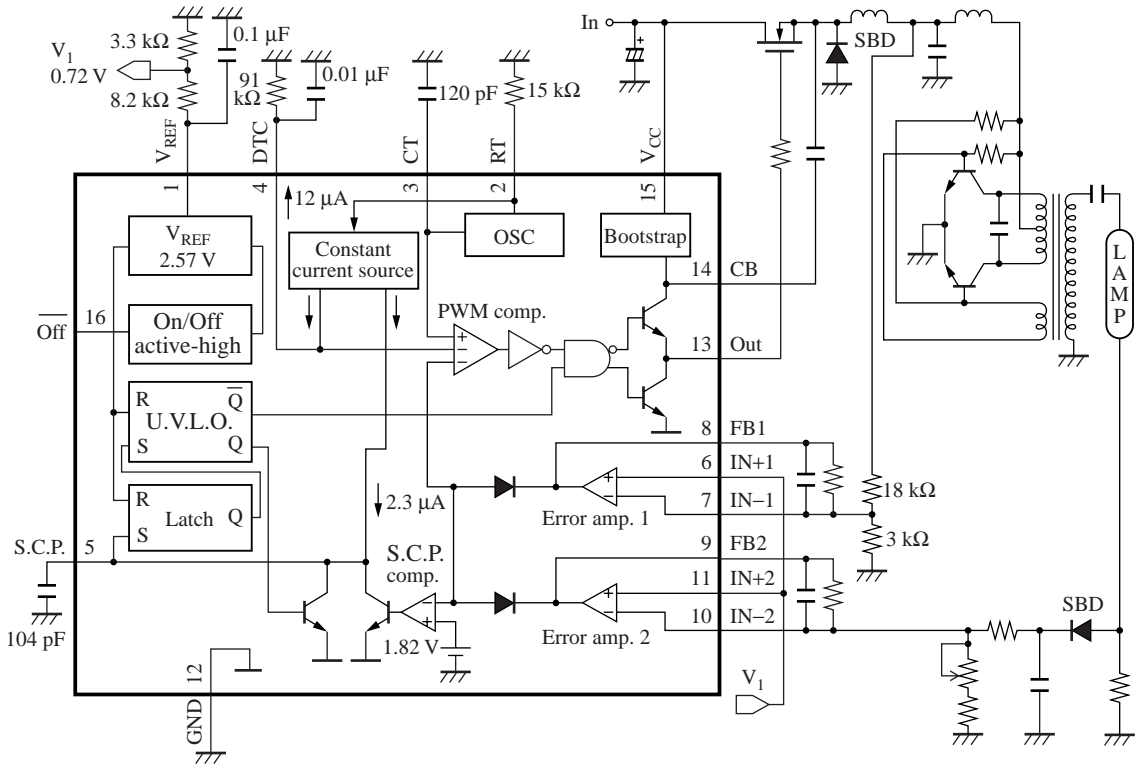 In
SBD
3.3 kΩ
0.1 µF
V1
0.72 V
8.2 kΩ
91
kΩ
0.01 µF
120 pF
15 kΩ
VREF
DTC
CT
RT
VCC
1
4
12 µA
3
2
15
VREF
2.57 V
Constant
current source
OSC
Bootstrap
14
CB
LAMP
Off
16
On/Off
active-high
PWM comp.
13
Out
R
Q
U.V.L.O.
S
Q
8
FB1
6
IN+1
7
IN−1
18 kΩ
3 kΩ
Error amp. 1
2.3 µA
R
Latch
Q
S
S.C.P.
5
S.C.P.
comp.
9
FB2
11
IN+2
10
IN−2
SBD
Error amp. 2
1.82 V
104 pF
12
GND
V1
+
+
−
−
+
−
+
−
−
+